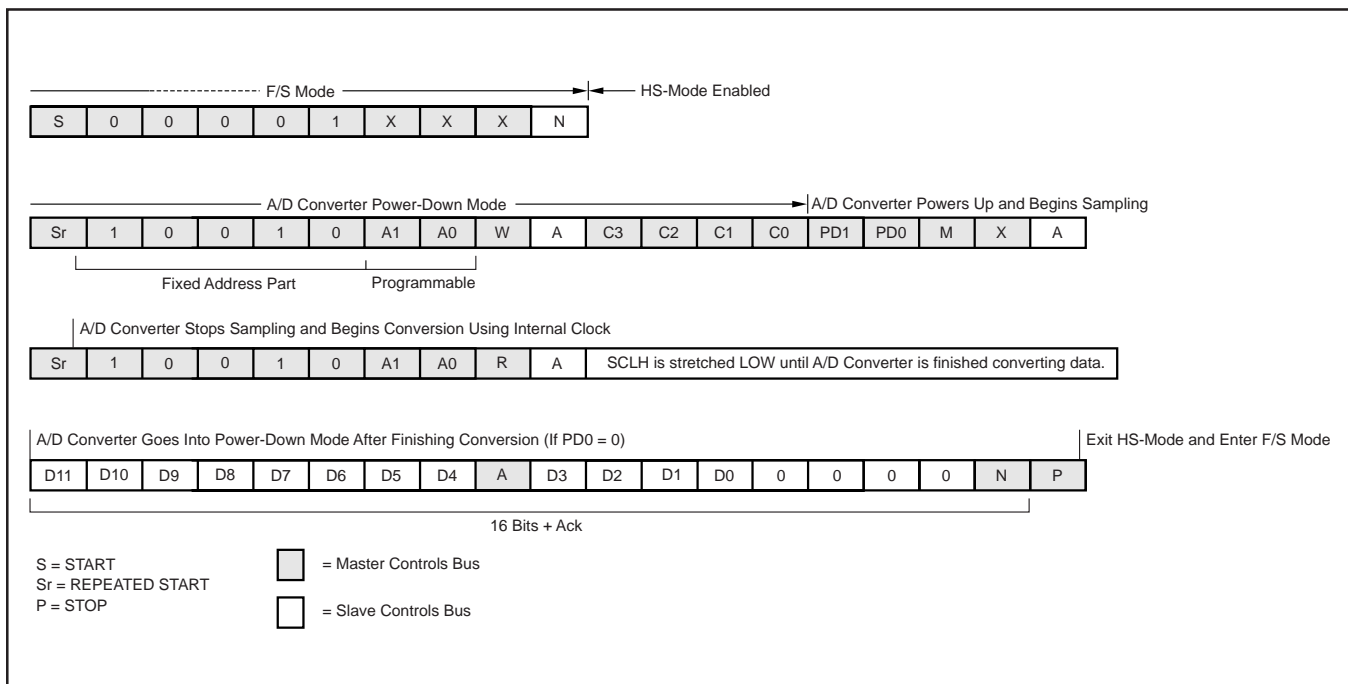 F/S Mode HS-Mode Enabled
S 0 0 0 0 1 X X X N
A/D Converter Power-Down Mode A/D Converter Powers Up and Begins Sampling
Sr 1 0 0 1 0 A1 A0 W A C3 C2 C1 C0 PD1 PD0 M X A
Fixed Address Part Programmable
A/D Converter Stops Sampling and Begins Conversion Using Internal Clock
Sr 1 0 0 1 0 A1 A0 R A SCLH is stretched LOW until A/D Converter is finished converting data.
A/D Converter Goes Into Power-Down Mode After Finishing Conversion (If PD0 = 0) Exit HS-Mode and Enter F/S Mode
D11 D10 D9 D8 D7 D6 D5 D4 A D3 D2 D1 D0 0 0 0 0 N P
16 Bits + Ack
S = START
Sr = REPEATED START
P = STOP
= Master Controls Bus
= Slave Controls Bus